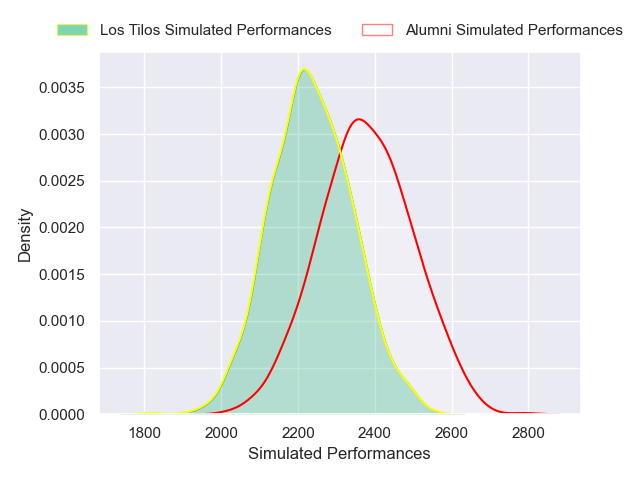 Los Tilos Simulated Performances Alumni Simulated Performances
0.0035
0.0030
0.0025
0.0020
0.0015
0.0010
0.0005
0.0000
Density
1800 2000 2200 2400 2600 2800
Simulated Performances